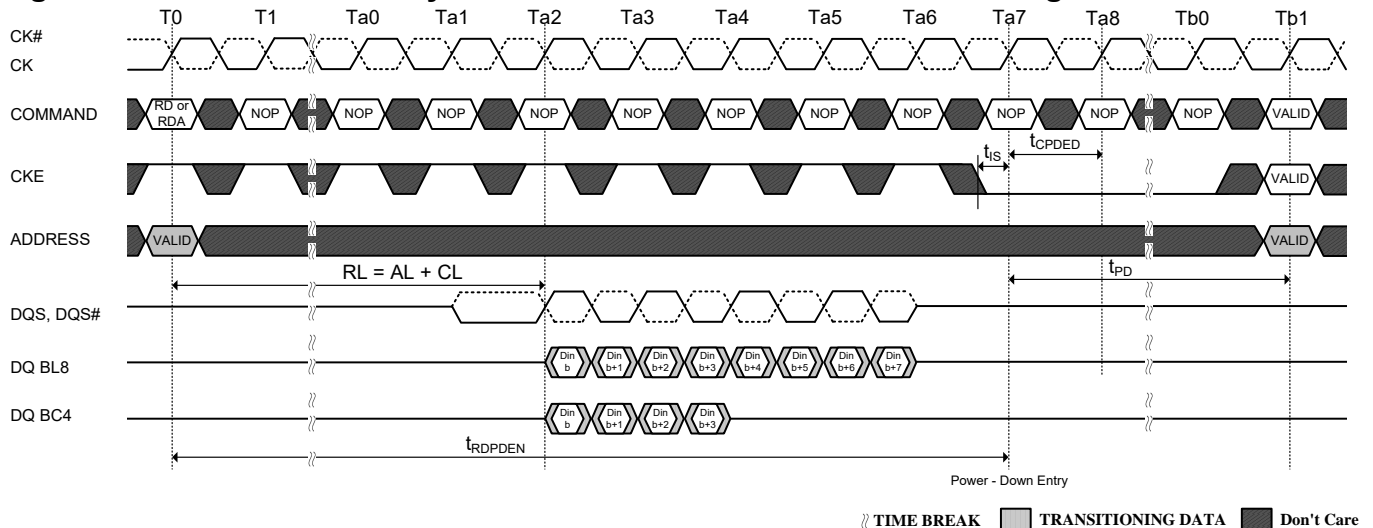 T0 T1 Ta0 Ta1 Ta2 Ta3 Ta4 Ta5 Ta6 Ta7 Ta8 Tb0 Tb1
CK#
CK
COMMAND
RD or
RDA
NOP NOP NOP NOP NOP NOP NOP NOP NOP NOP NOP VALID
tIS
tCPDED
CKE
VALID
ADDRESS
VALID
VALID
RL = AL + CL
tPD
DQS, DQS#
DQ BL8
Din
b
Din
b+1
Din
b+2
Din
b+3
Din
b+4
Din
b+5
Din
b+6
Din
b+7
DQ BC4
Din
b
Din
b+1
Din
b+2
Din
b+3
tRDPDEN
Power - Down Entry
TIME BREAK
TRANSITIONING DATA
Don't Care